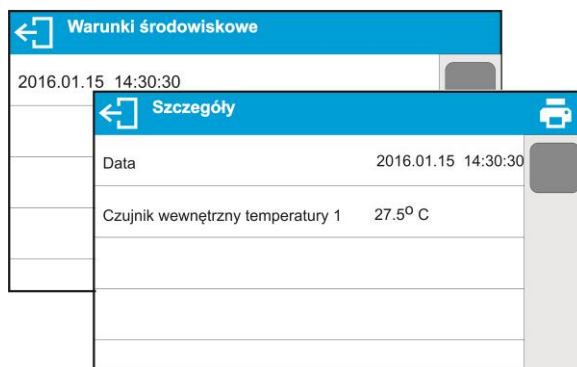 Warunki środowiskowe
2016.01.15 14:30:30
Szczegóły
Data 2016.01.15 14:30:30
Czujnik wewnętrzny temperatury 1 27.5º C